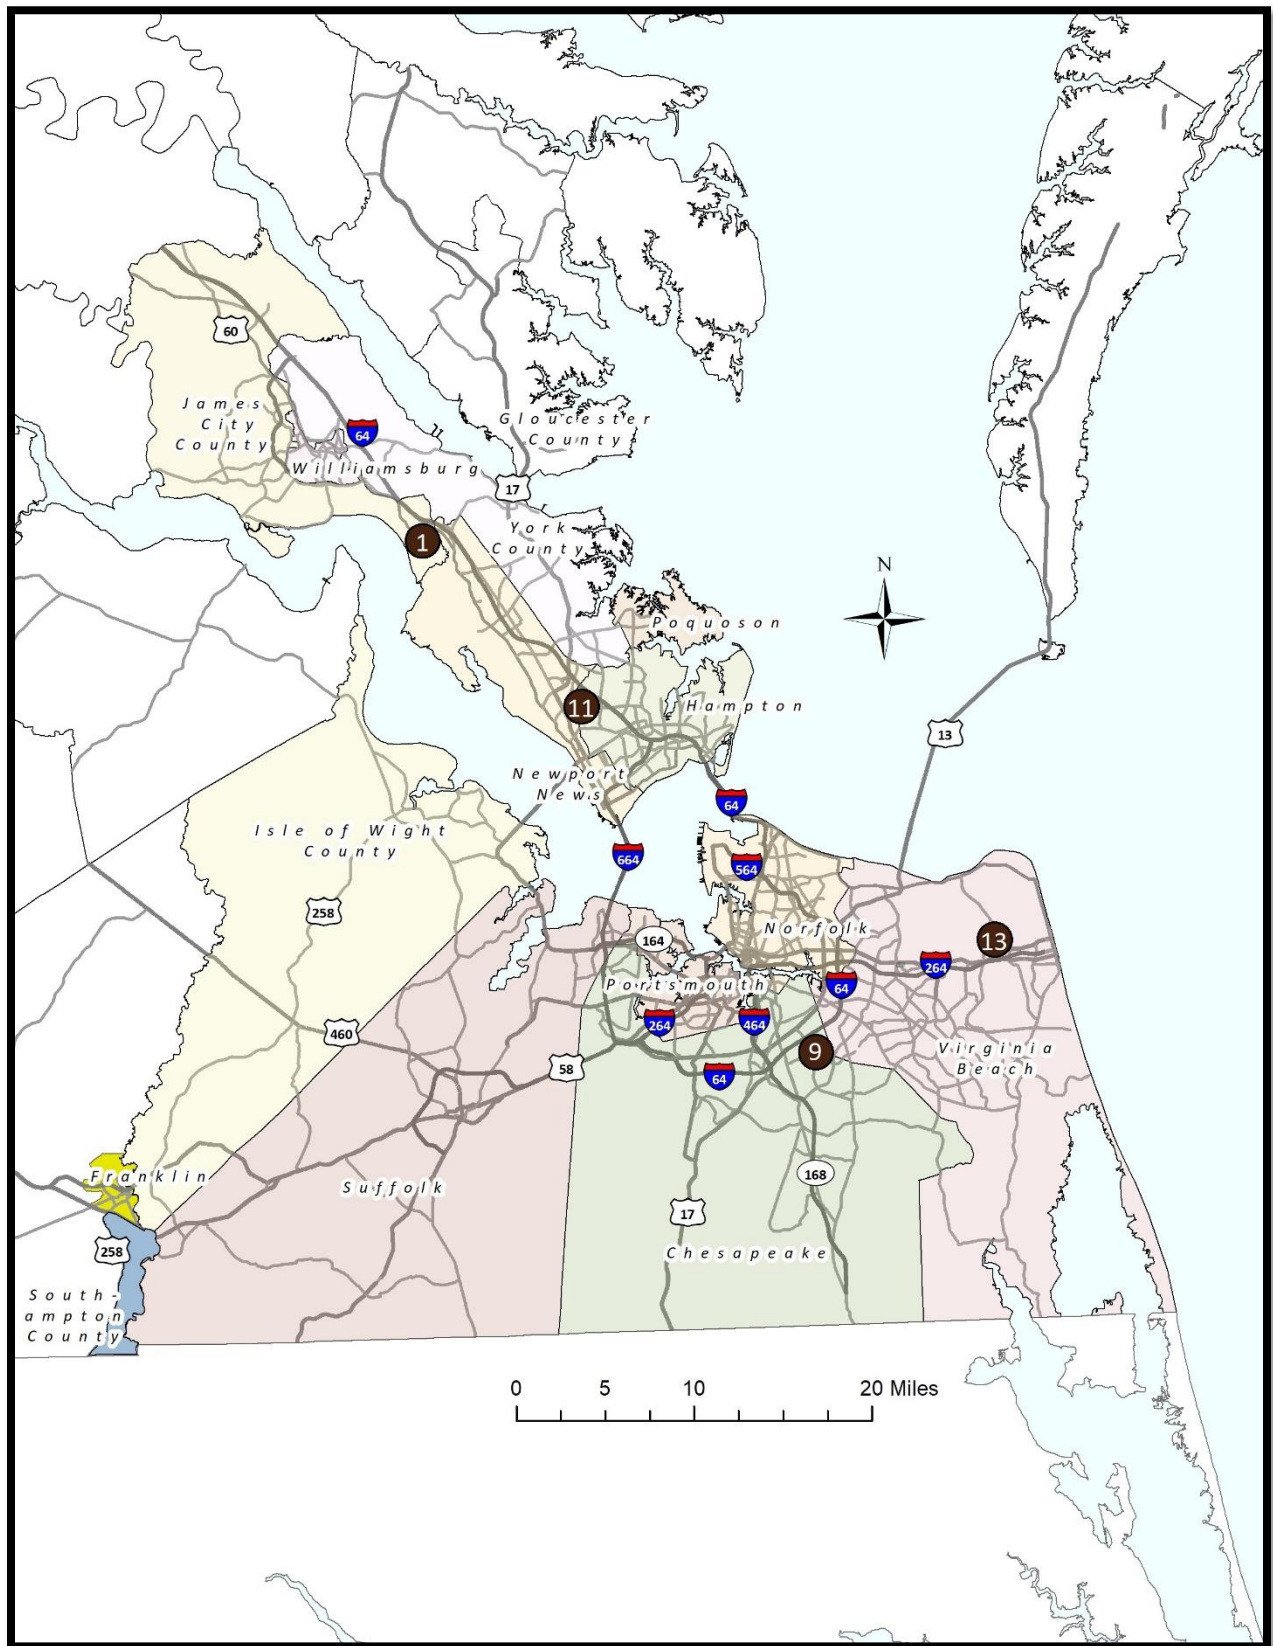 60
James
City
County
64
Williamsburg
Gloucester
County
17
York
County
1
N
Poquoson
11
Hampton
13
Newport
News
64
Isle of Wight
County
664
564
258
Norfolk
13
164
264
Portsmouth
64
460
264
464
9
Virginia
Beach
58
64
Franklin
Suffolk
168
17
258
Chesapeake
South-
ampton
County
0 5 10 20 Miles